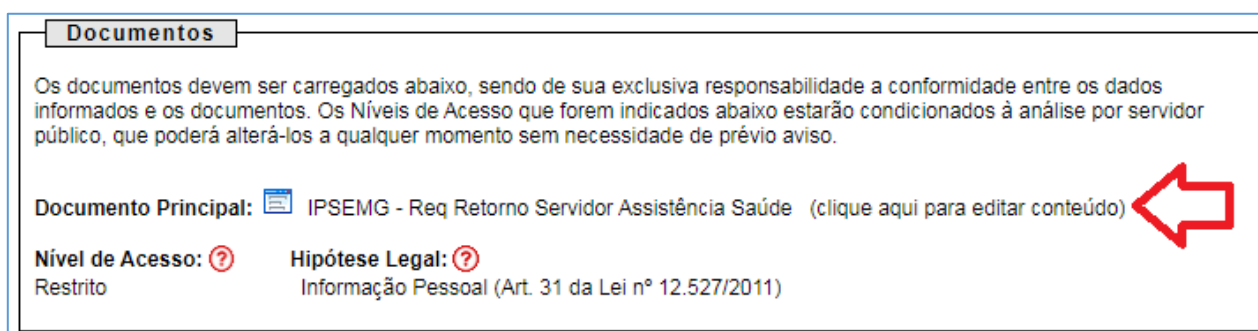 Documentos
Os documentos devem ser carregados abaixo, sendo de sua exclusiva responsabilidade a conformidade entre os dados
informados e os documentos. Os Níveis de Acesso que forem indicados abaixo estarão condicionados à análise por servidor
público, que poderá alterá-los a qualquer momento sem necessidade de prévio aviso.
Documento Principal: IPSEMG - Req Retorno Servidor Assistência Saúde (clique aqui para editar conteúdo)
Nível de Acesso: ? Hipótese Legal: ?
Restrito Informação Pessoal (Art. 31 da Lei nº 12.527/2011)